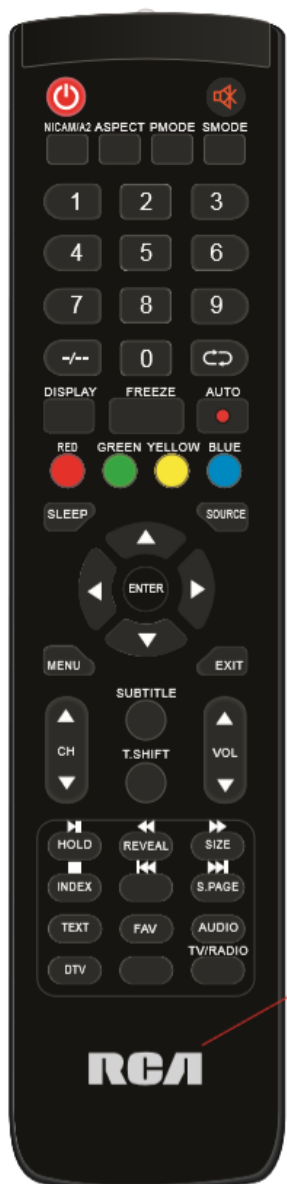 NICAM/A2 ASPECT PMODE SMODE
1 2 3
4 5 6
7 8 9
-/-- 0
DISPLAY FREEZE AUTO
RED GREEN YELLOW BLUE
SLEEP SOURCE
ENTER
MENU EXIT
SUBTITLE
CH T.SHIFT VOL
HOLD REVEAL SIZE
INDEX S.PAGE
TEXT FAV AUDIO
TV/RADIO
DTV
RCA